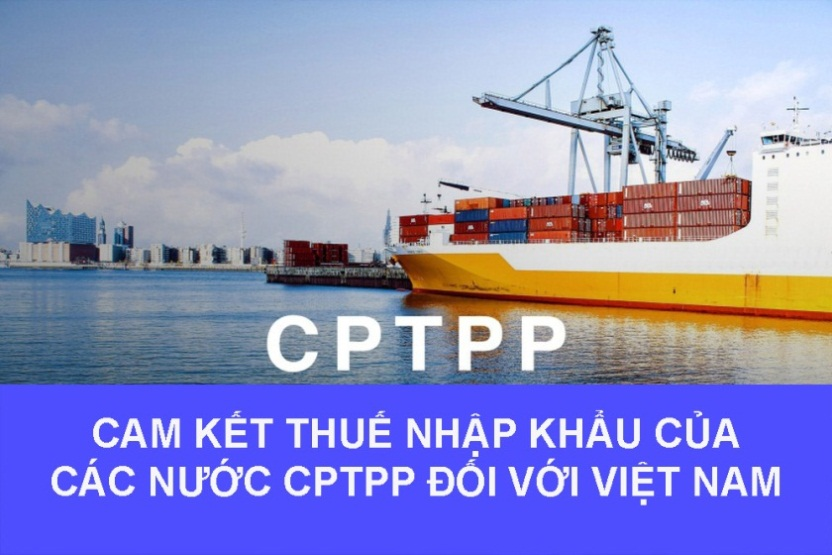 CPTPP
CAM KẾT THUẾ NHẬP KHẨU CỦA
CÁC NƯỚC CPTPP ĐỐI VỚI VIỆT NAM